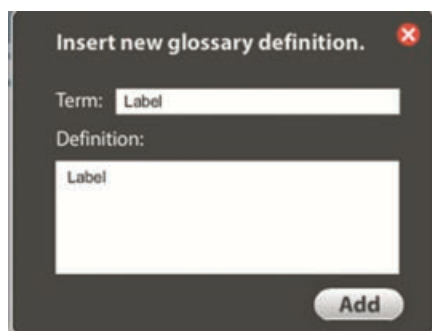 Insert new glossary definition.
Term: Label
Definition:
Label
Add